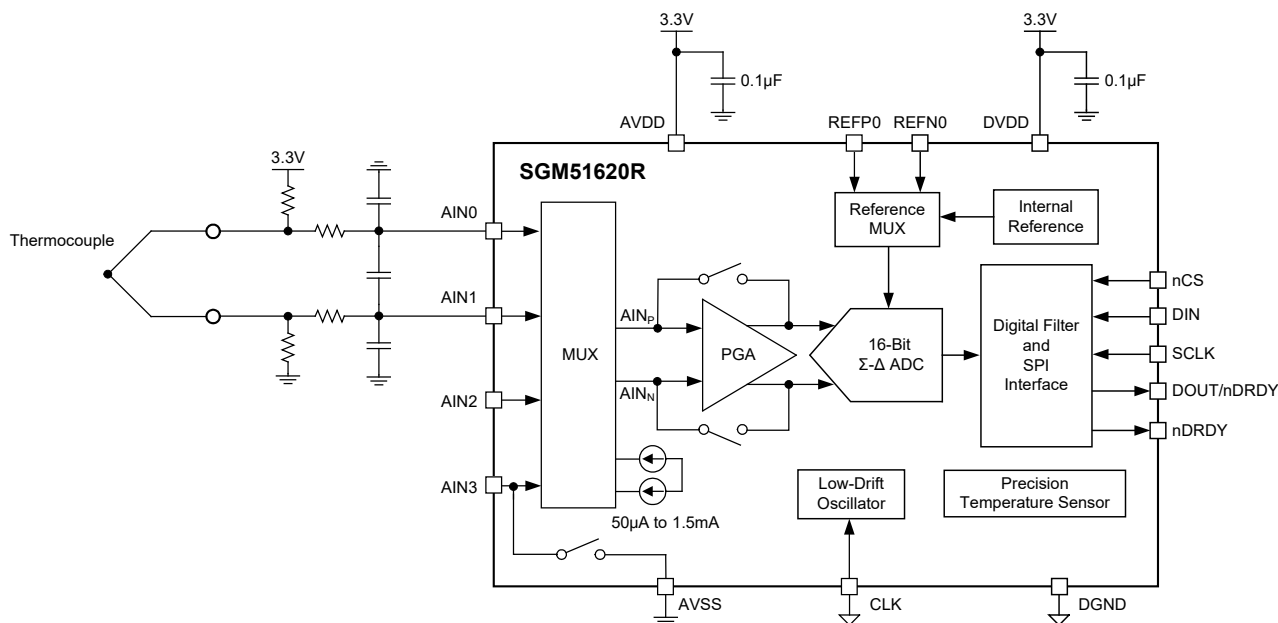 3.3V
3.3V
0.1µF
0.1µF
AVDD
REFP0
REFN0
DVDD
SGM51620R
3.3V
Thermocouple
AIN0
AIN1
AIN2
AIN3
MUX
AINP
AINN
PGA
50µA to 1.5mA
Reference
MUX
Internal
Reference
16-Bit
Σ-Δ ADC
Digital Filter
and
SPI
Interface
nCS
DIN
SCLK
DOUT/nDRDY
nDRDY
Low-Drift
Oscillator
Precision
Temperature Sensor
AVSS
CLK
DGND